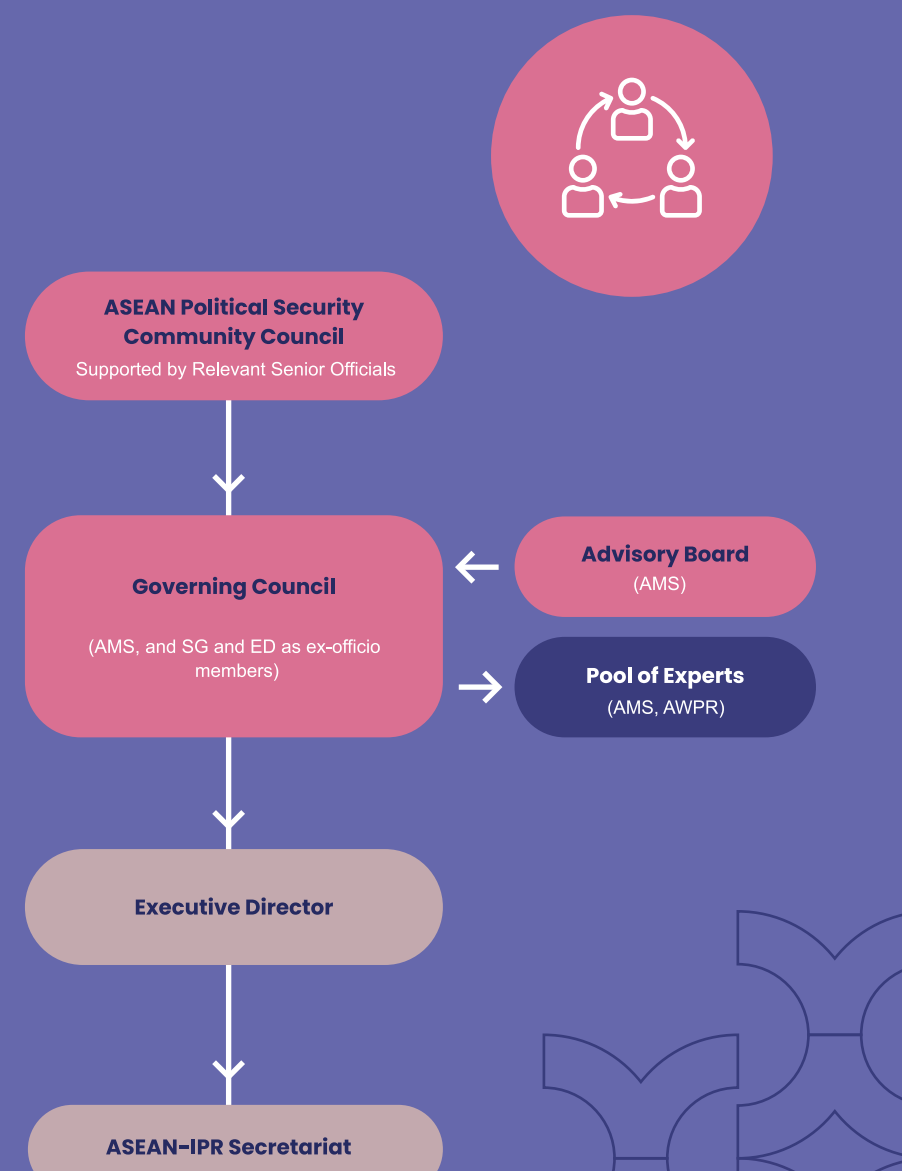 ASEAN Political Security
Community Council
Supported by Relevant Senior Officials
Governing Council
(AMS, and SG and ED as ex-officio
members)
Advisory Board
(AMS)
Pool of Experts
(AMS, AWPR)
Executive Director
ASEAN-IPR Secretariat